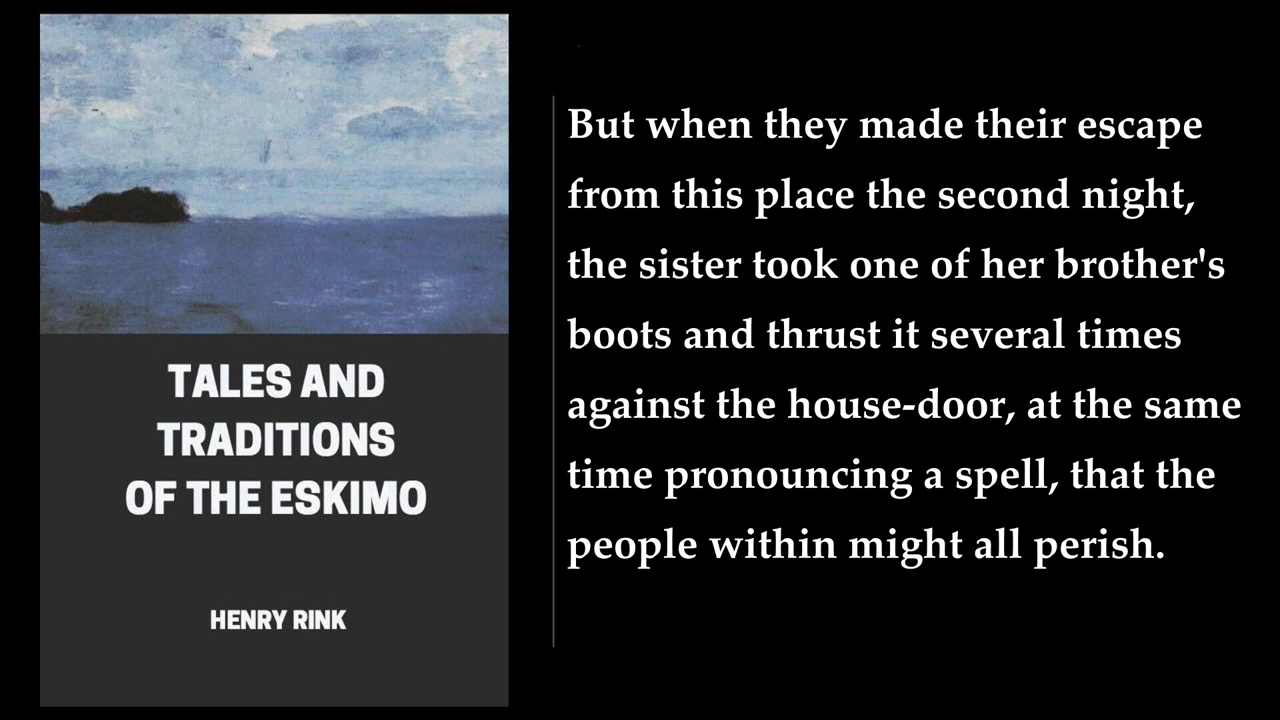 TALES AND
TRADITIONS
OF THE ESKIMO
HENRY RINK
But when they made their escape
from this place the second night,
the sister took one of her brother's
boots and thrust it several times
against the house-door, at the same
time pronouncing a spell, that the
people within might all perish.